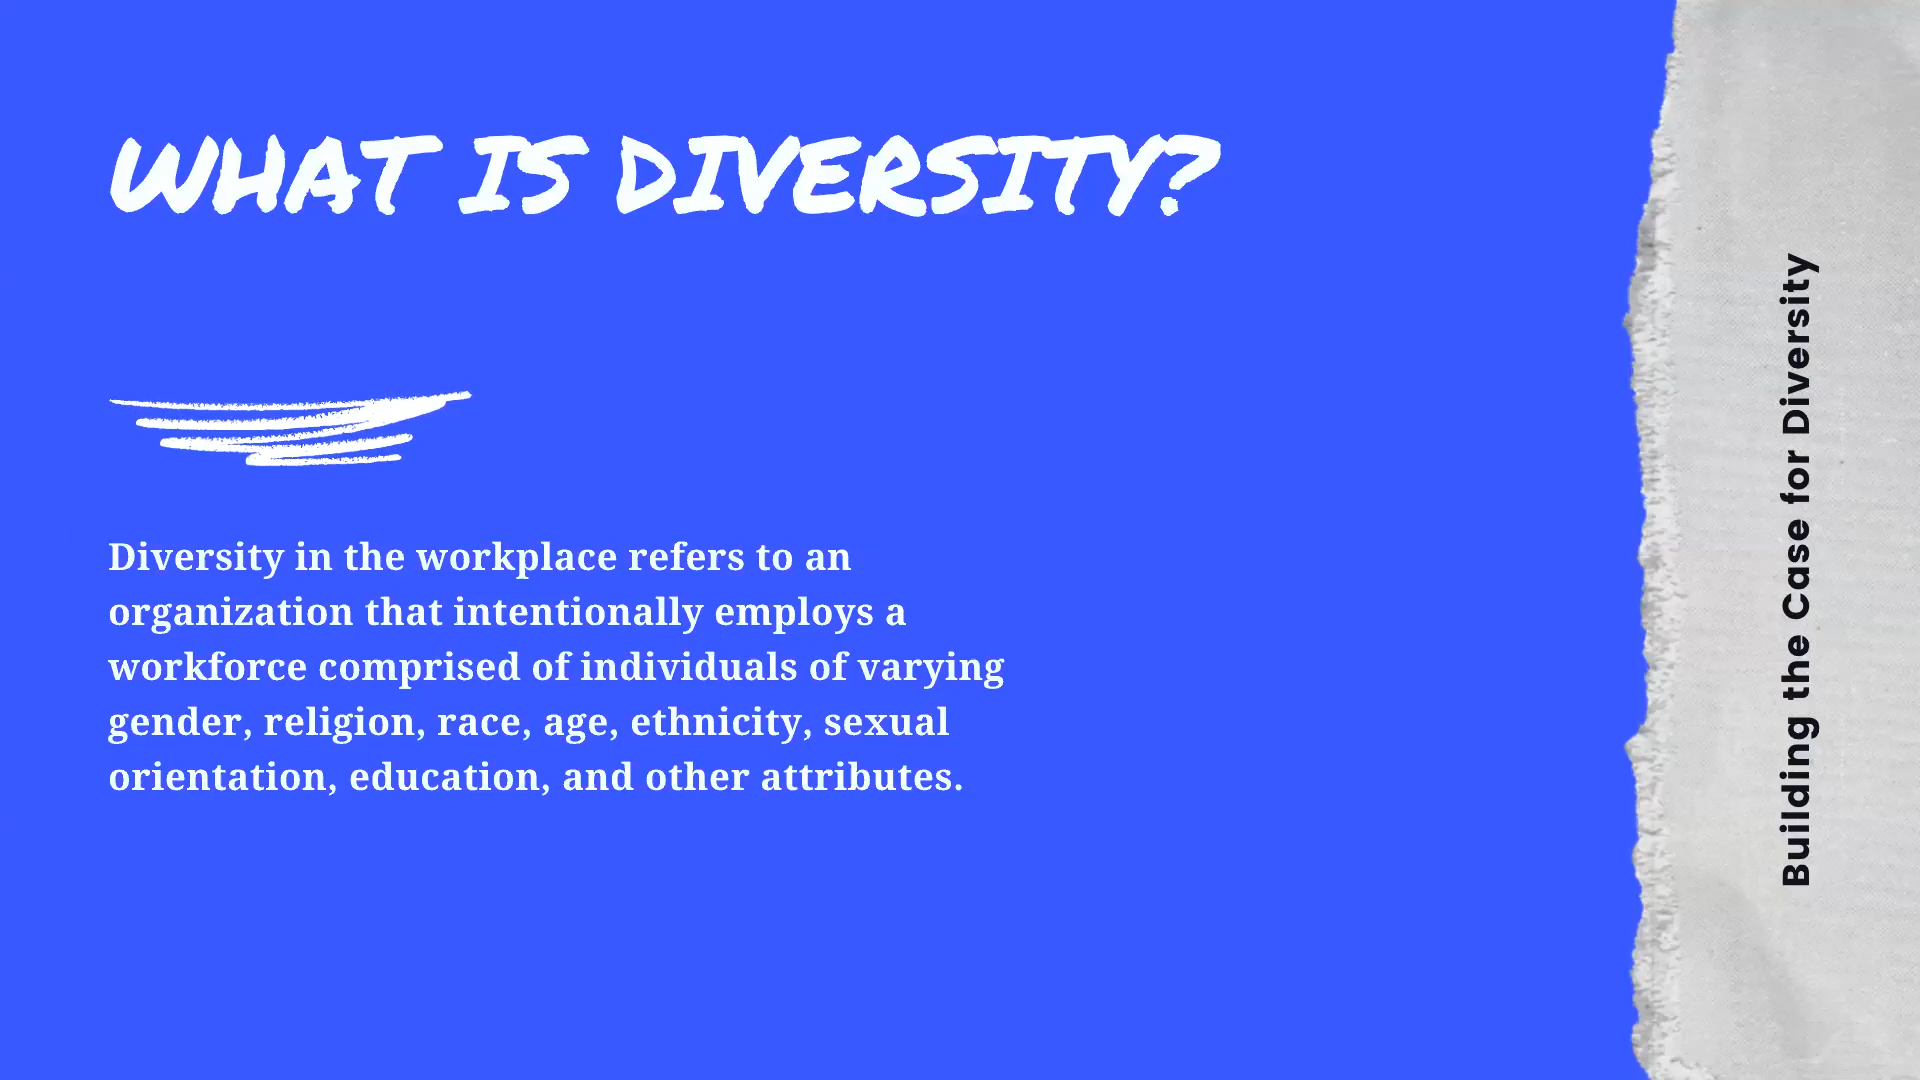 WHAT IS DIVERSITY?
Diversity in the workplace refers to an
organization that intentionally employs a
workforce comprised of individuals of varying
gender, religion, race, age, ethnicity, sexual
orientation, education, and other attributes.
Building the Case for Diversity